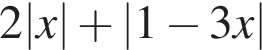 2|x| + |1 − 3x|